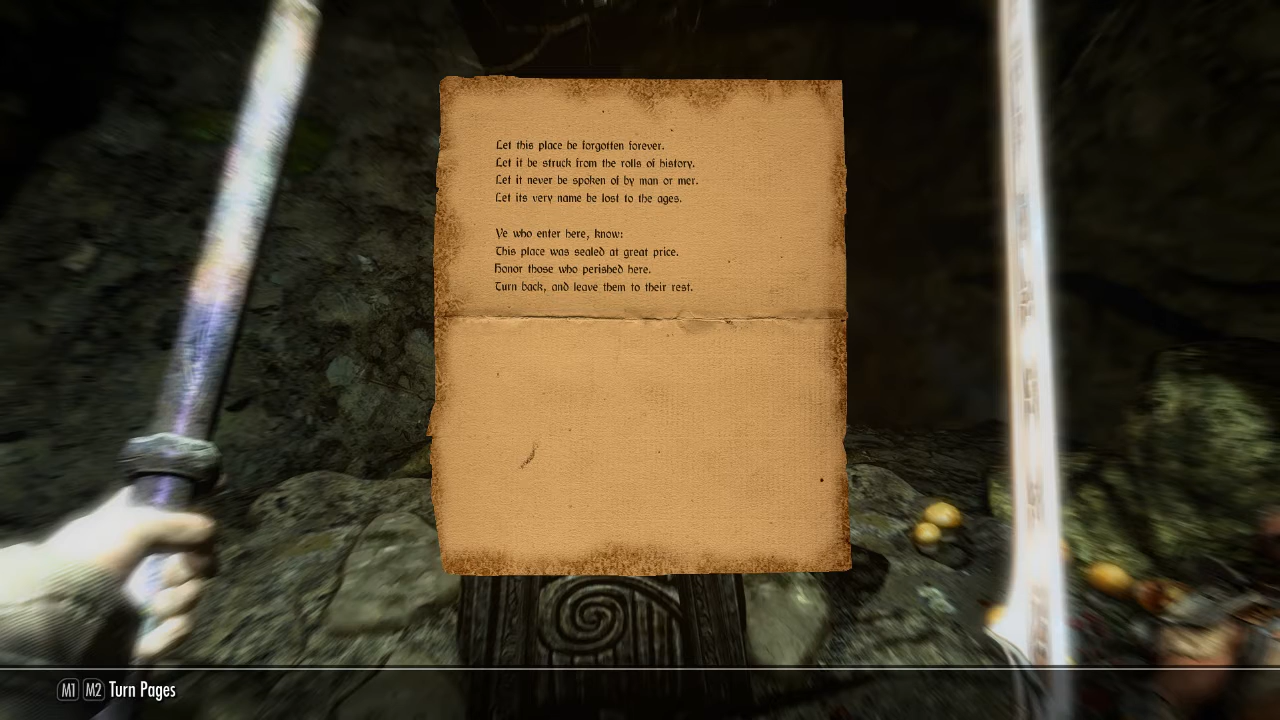 Let this place be forgotten forever.
Let it be struck from the rolls of history.
Let it never be spoken of by man or mer.
Let its very name be lost to the ages.
Ye who enter here, know:
This place was sealed at great price.
Honor those who perished here.
Turn back, and leave them to their rest.
M1 M2 Turn Pages